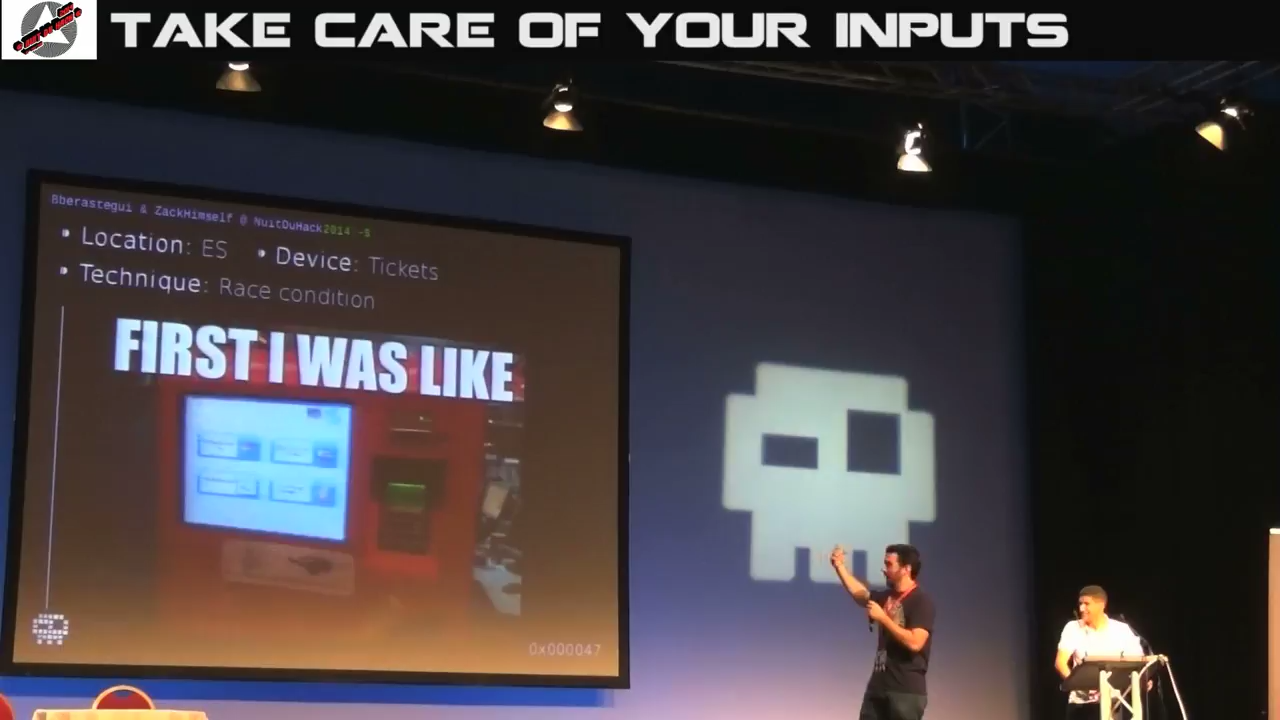 TAKE CARE OF YOUR INPUTS
Bberastegui & ZackHimself @ NuitDuHack2014 -$
• Location: ES • Device: Tickets
• Technique: Race condition
FIRST I WAS LIKE
0x000047